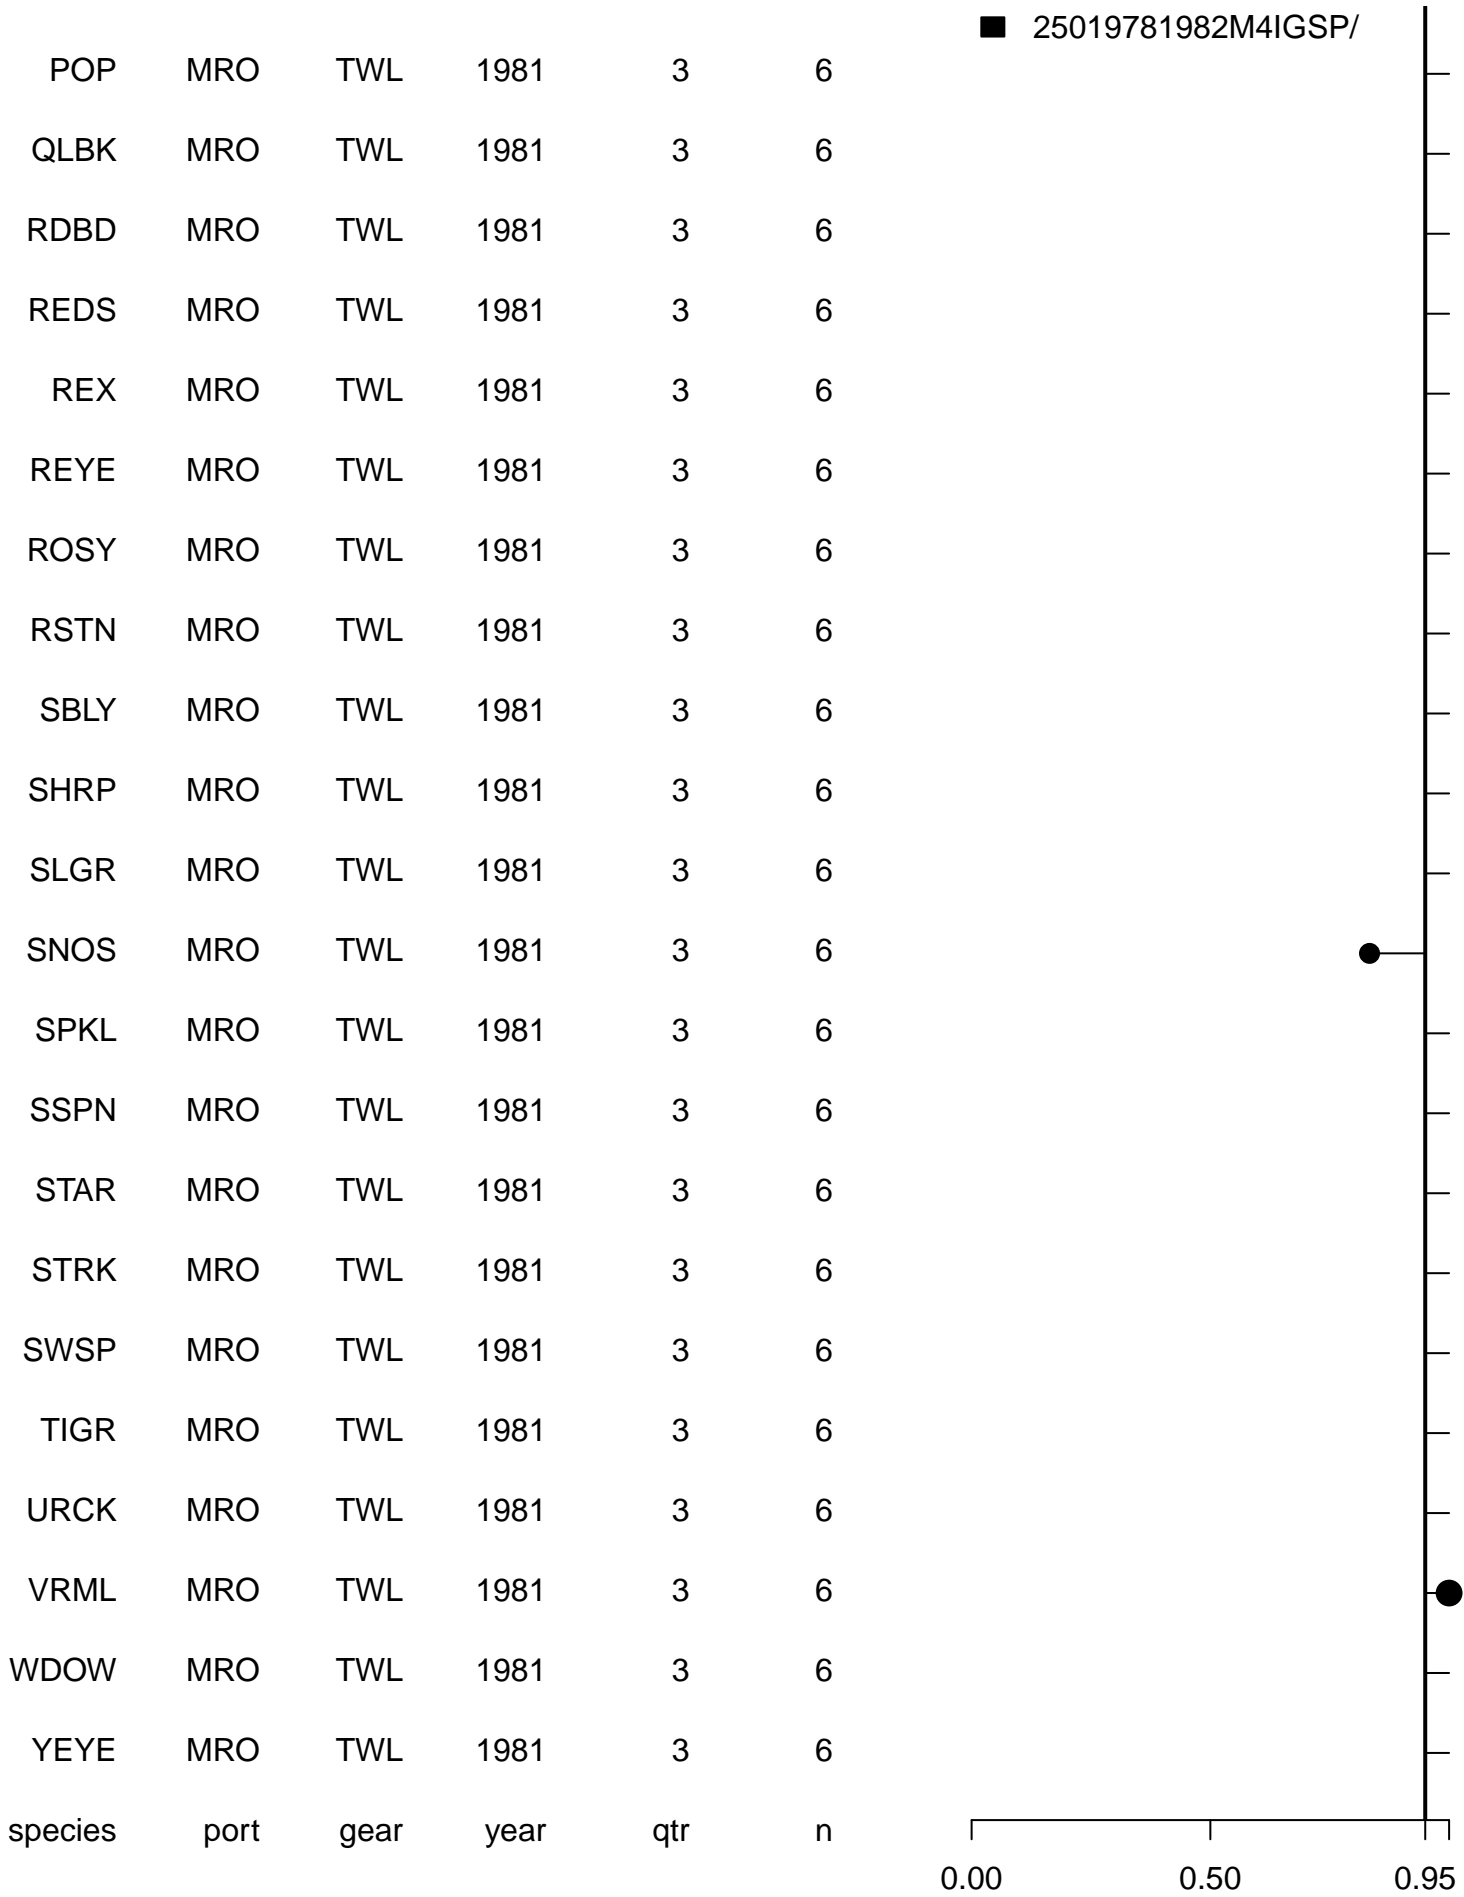 25019781982M4IGSP/
POP MRO TWL 1981 3 6
QLBK MRO TWL 1981 3 6
RDBD MRO TWL 1981 3 6
REDS MRO TWL 1981 3 6
REX MRO TWL 1981 3 6
REYE MRO TWL 1981 3 6
ROSY MRO TWL 1981 3 6
RSTN MRO TWL 1981 3 6
SBLY MRO TWL 1981 3 6
SHRP MRO TWL 1981 3 6
SLGR MRO TWL 1981 3 6
SNOS MRO TWL 1981 3 6
SPKL MRO TWL 1981 3 6
SSPN MRO TWL 1981 3 6
STAR MRO TWL 1981 3 6
STRK MRO TWL 1981 3 6
SWSP MRO TWL 1981 3 6
TIGR MRO TWL 1981 3 6
URCK MRO TWL 1981 3 6
VRML MRO TWL 1981 3 6
WDOW MRO TWL 1981 3 6
YEYE MRO TWL 1981 3 6
species port gear year qtr n
0.00 0.50 0.95